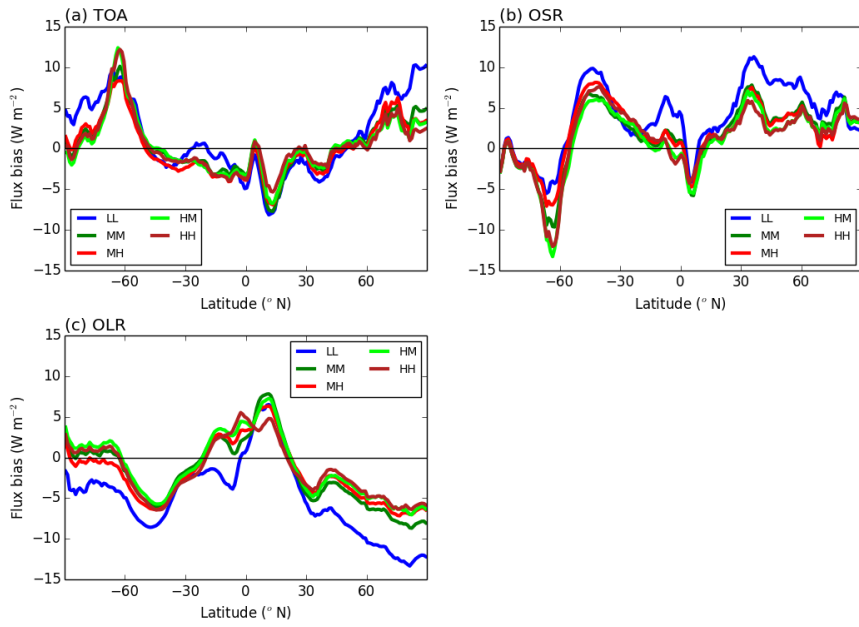 (a) TOA
15
10
5
0
−5
−10
−15
Flux bias (W m⁻²)
LL
MM
MH
HM
HH
−60
−30
0
30
60
Latitude (° N)
(b) OSR
15
10
5
0
−5
−10
−15
Flux bias (W m⁻²)
LL
MM
MH
HM
HH
−60
−30
0
30
60
Latitude (° N)
(c) OLR
15
10
5
0
−5
−10
−15
Flux bias (W m⁻²)
LL
MM
MH
HM
HH
−60
−30
0
30
60
Latitude (° N)